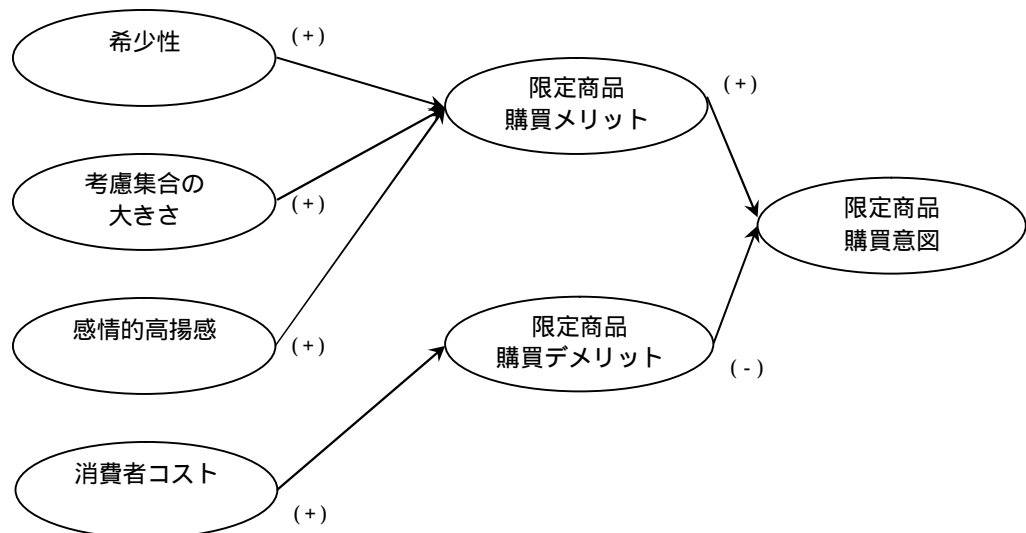 希少性
(+)
考慮集合の
大きさ
(+)
感情的高揚感
(+)
消費者コスト
(+)
限定商品
購買メリット
(+)
限定商品
購買デメリット
(-)
限定商品
購買意図